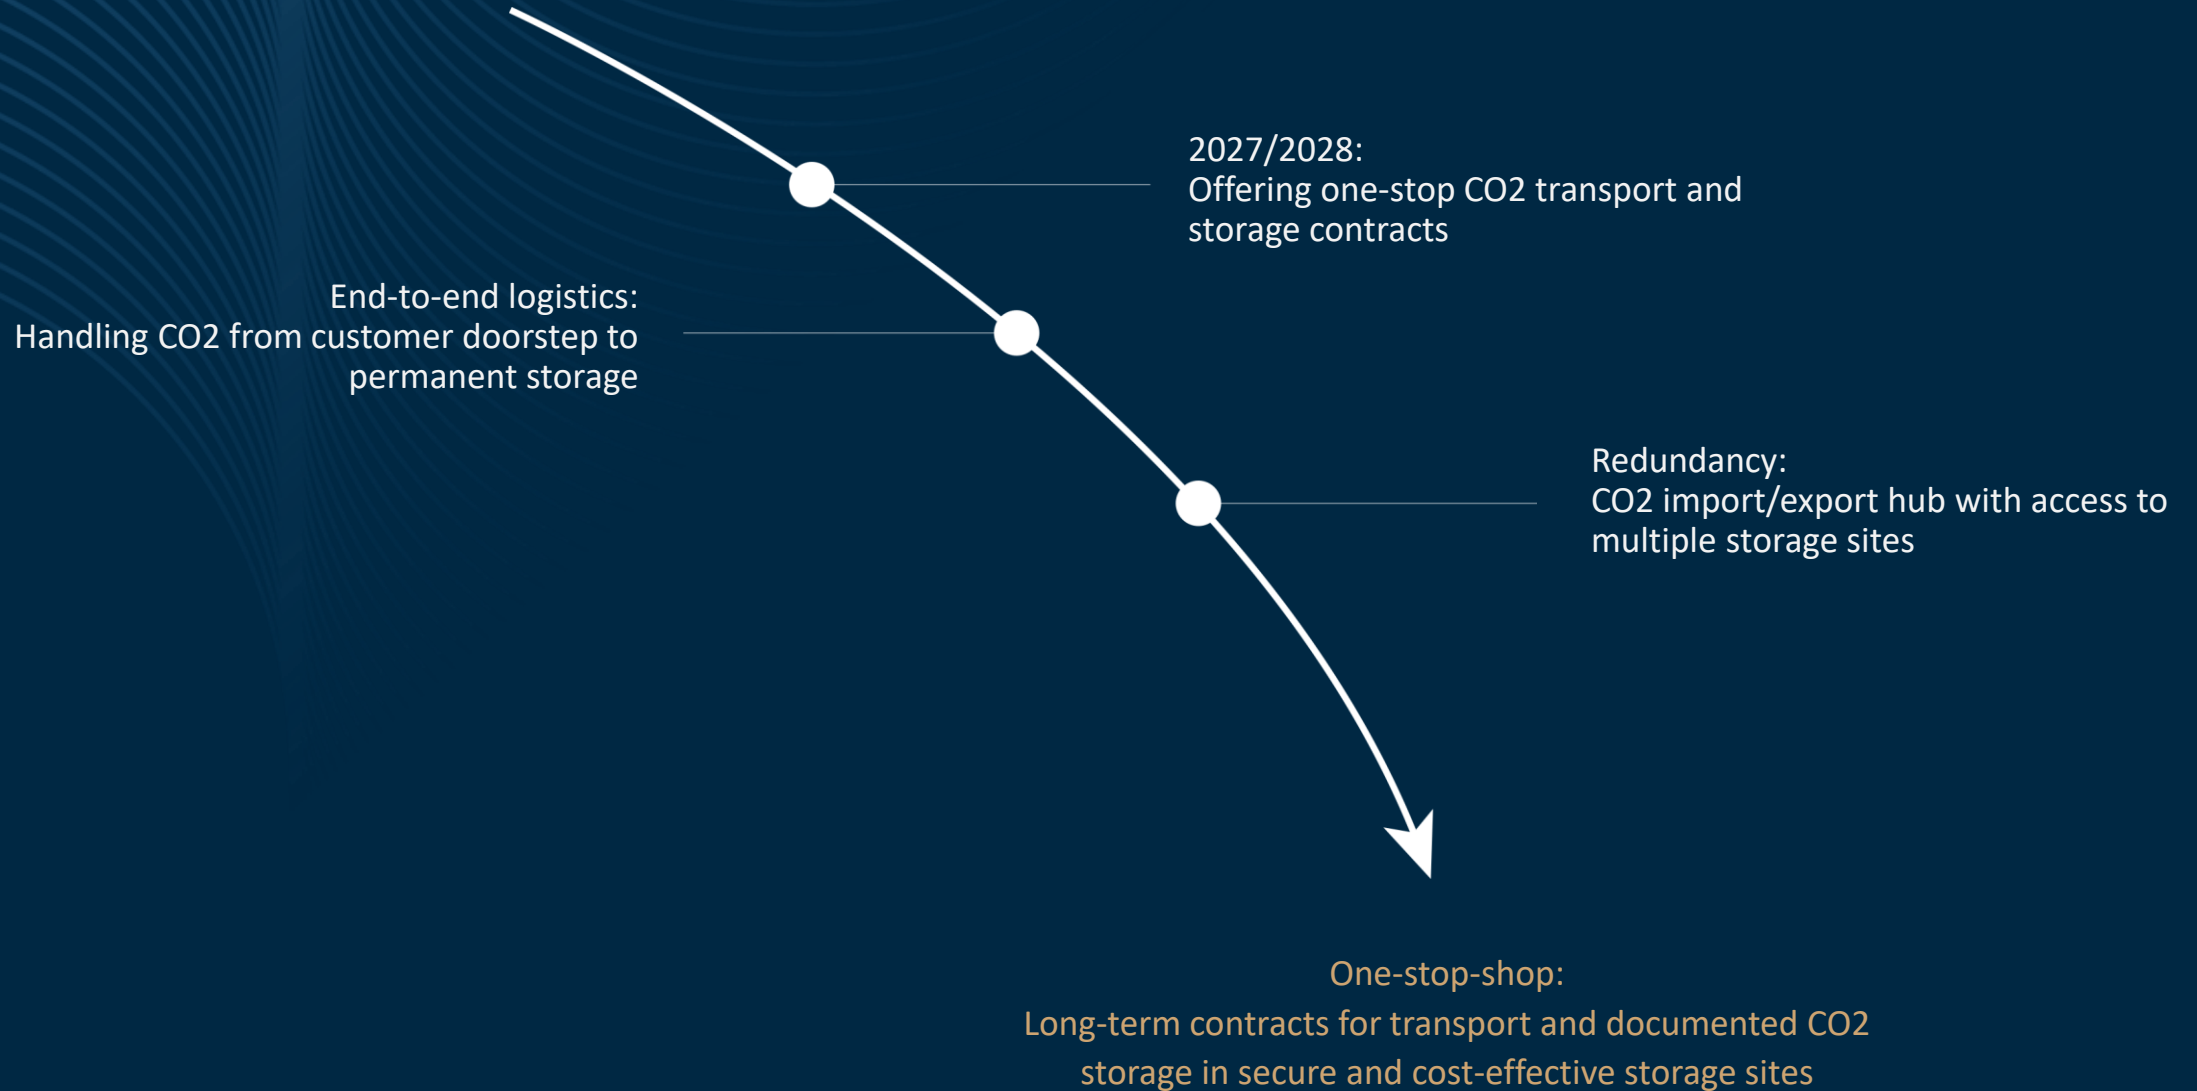 2027/2028:
Offering one-stop CO2 transport and
storage contracts
End-to-end logistics:
Handling CO2 from customer doorstep to
permanent storage
Redundancy:
CO2 import/export hub with access to
multiple storage sites
One-stop-shop:
Long-term contracts for transport and documented CO2
storage in secure and cost-effective storage sites